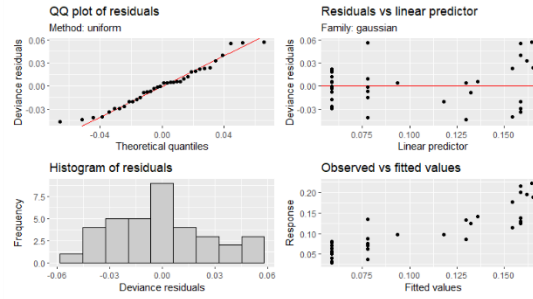 QQ plot of residuals
Method: uniform
Deviance residuals
0.06
0.03
0.00
-0.03
-0.04
0.00
0.04
Theoretical quantiles
Residuals vs linear predictor
Family: gaussian
Deviance residuals
0.06
0.03
0.00
-0.03
0.075
0.100
0.125
0.150
Linear predictor
Histogram of residuals
Frequency
7.5
5.0
2.5
0.0
-0.06
-0.03
0.00
0.03
0.06
Deviance residuals
Observed vs fitted values
Response
0.20
0.15
0.10
0.05
0.075
0.100
0.125
0.150
Fitted values